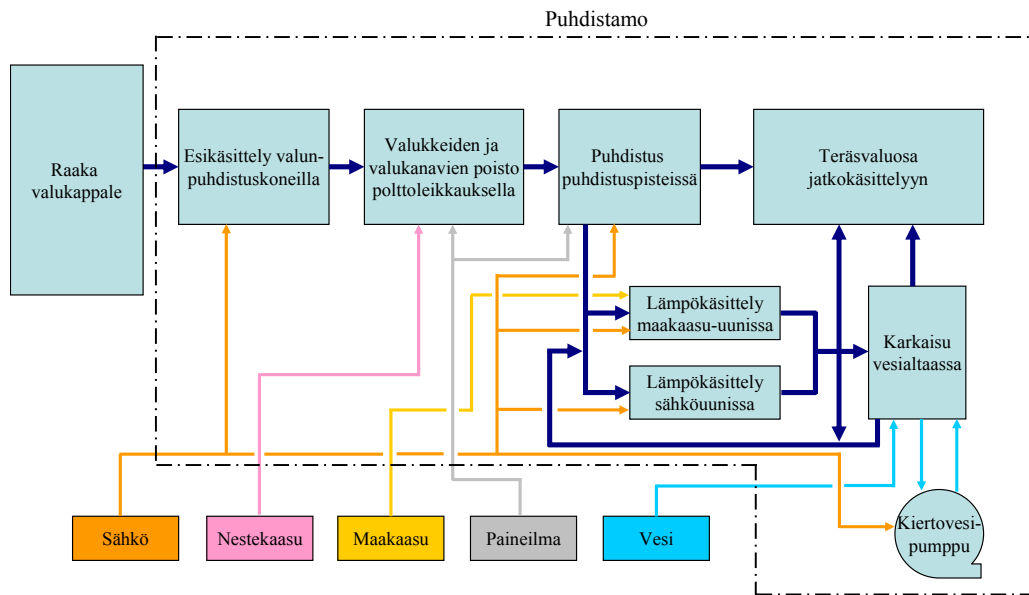 Puhdistamo
Raaka
valukappale
Esikäsittely valun-
puhdistuskoneilla
Valukkeiden ja
valukanavien poisto
polttoleikkauksella
Puhdistus
puhdistuspisteissä
Teräsvaluosa
jatkokäsittelyyn
Lämpökäsittely
maakaasu-uunissa
Lämpökäsittely
sähköuunissa
Karkaisu
vesialtaassa
Kiertovesi-
pumppu
Sähkö
Nestekaasu
Maakaasu
Paineilma
Vesi